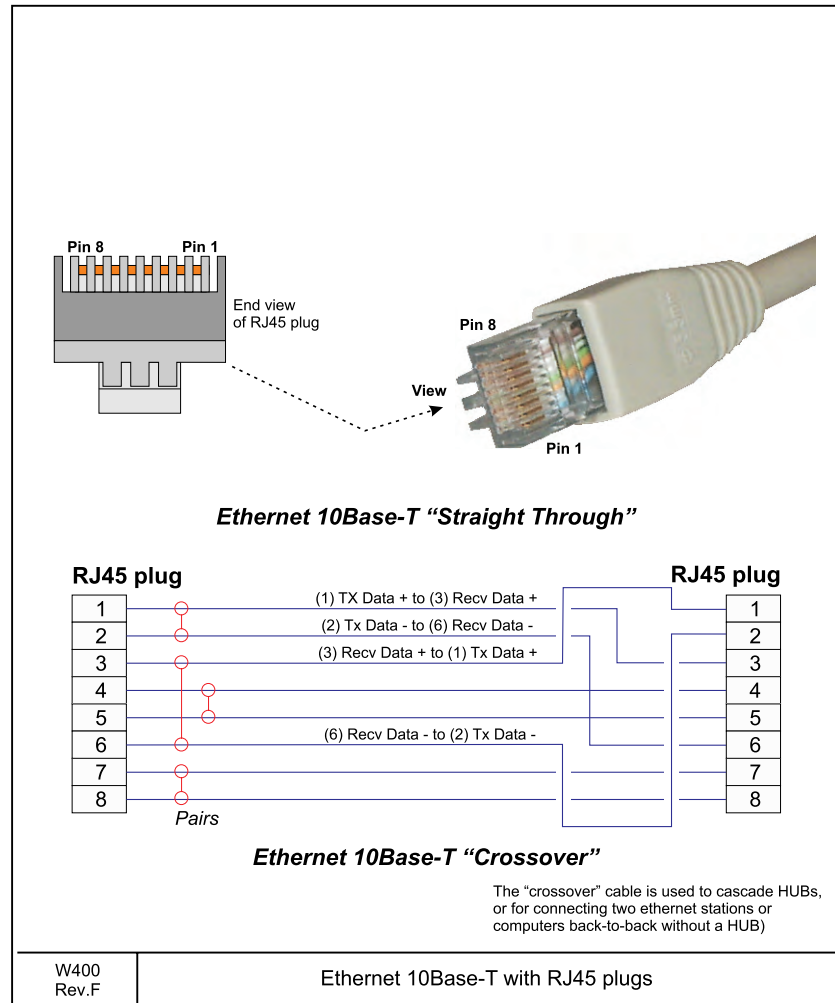 Pin 8 Pin 1
End view
of RJ45 plug
Pin 8
View
Pin 1
Ethernet 10Base-T “Straight Through”
RJ45 plug RJ45 plug
1 (1) TX Data + to (3) Recv Data + 1
2 (2) Tx Data - to (6) Recv Data - 2
3 (3) Recv Data + to (1) Tx Data + 3
4 4
5 5
6 (6) Recv Data - to (2) Tx Data - 6
7 7
8 8
Pairs
Ethernet 10Base-T “Crossover”
The “crossover” cable is used to cascade HUBs,
or for connecting two ethernet stations or
computers back-to-back without a HUB)
W400
Rev.F
Ethernet 10Base-T with RJ45 plugs